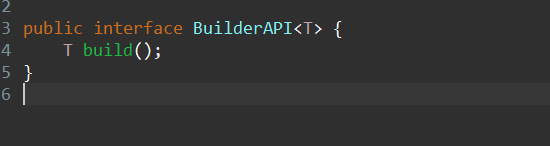 2
3 public interface BuilderAPI<T> {
4     T build();
5 }
6